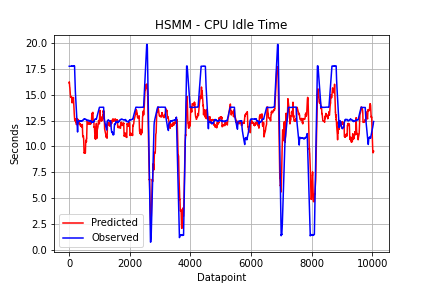 HSMM - CPU Idle Time
20.0
17.5
15.0
12.5
10.0
7.5
5.0
2.5
0.0
Seconds
Predicted
Observed
0 2000 4000 6000 8000 10000
Datapoint